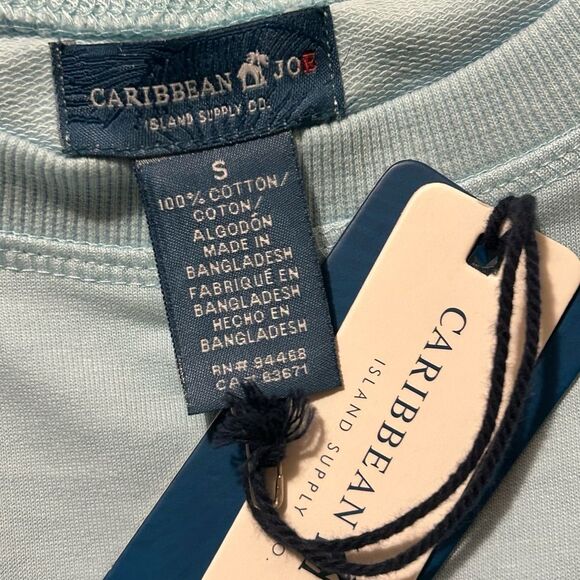 CARIBBEAN JOE
ISLAND SUPPLY CO.
S
100% COTTON/
COTON/
ALGODÓN
MADE IN
BANGLADESH
FABRIQUÉ EN
BANGLADESH
HECHO EN
BANGLADESH
RN# 94468
CA# 63671
CARIBBEAN
ISLAND SUPPLY CO.